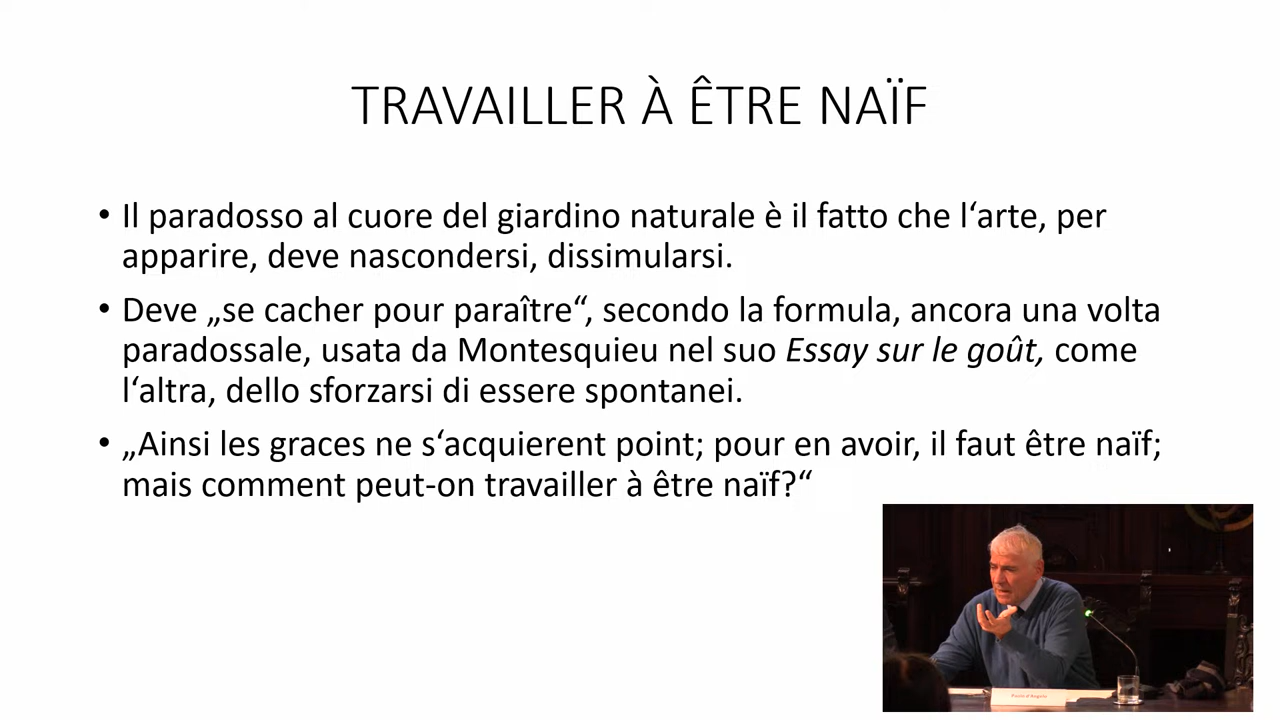 TRAVAILLER À ÊTRE NAÏF
• Il paradosso al cuore del giardino naturale è il fatto che l‘arte, per
apparire, deve nascondersi, dissimularsi.
• Deve „se cacher pour paraître“, secondo la formula, ancora una volta
paradossale, usata da Montesquieu nel suo Essay sur le goût, come
l‘altra, dello sforzarsi di essere spontanei.
• „Ainsi les graces ne s‘acquierent point; pour en avoir, il faut être naïf;
mais comment peut-on travailler à être naïf?“